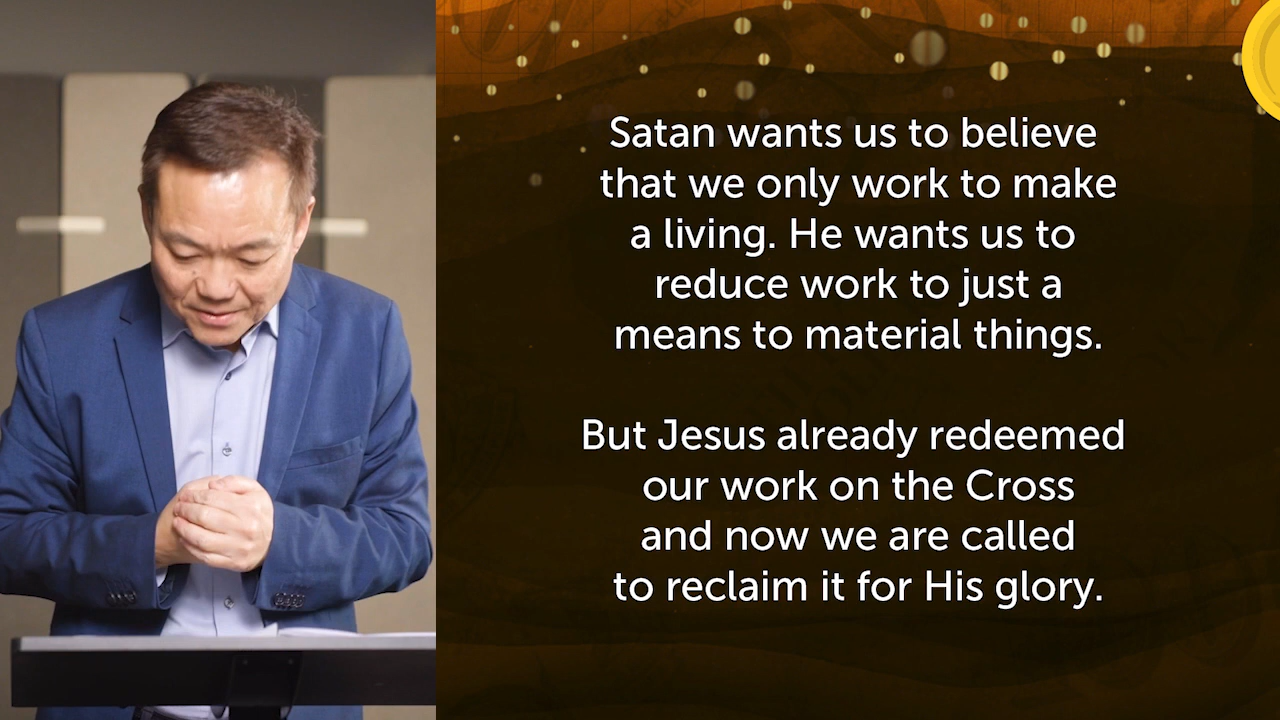 Satan wants us to believe
that we only work to make
a living. He wants us to
reduce work to just a
means to material things.
But Jesus already redeemed
our work on the Cross
and now we are called
to reclaim it for His glory.